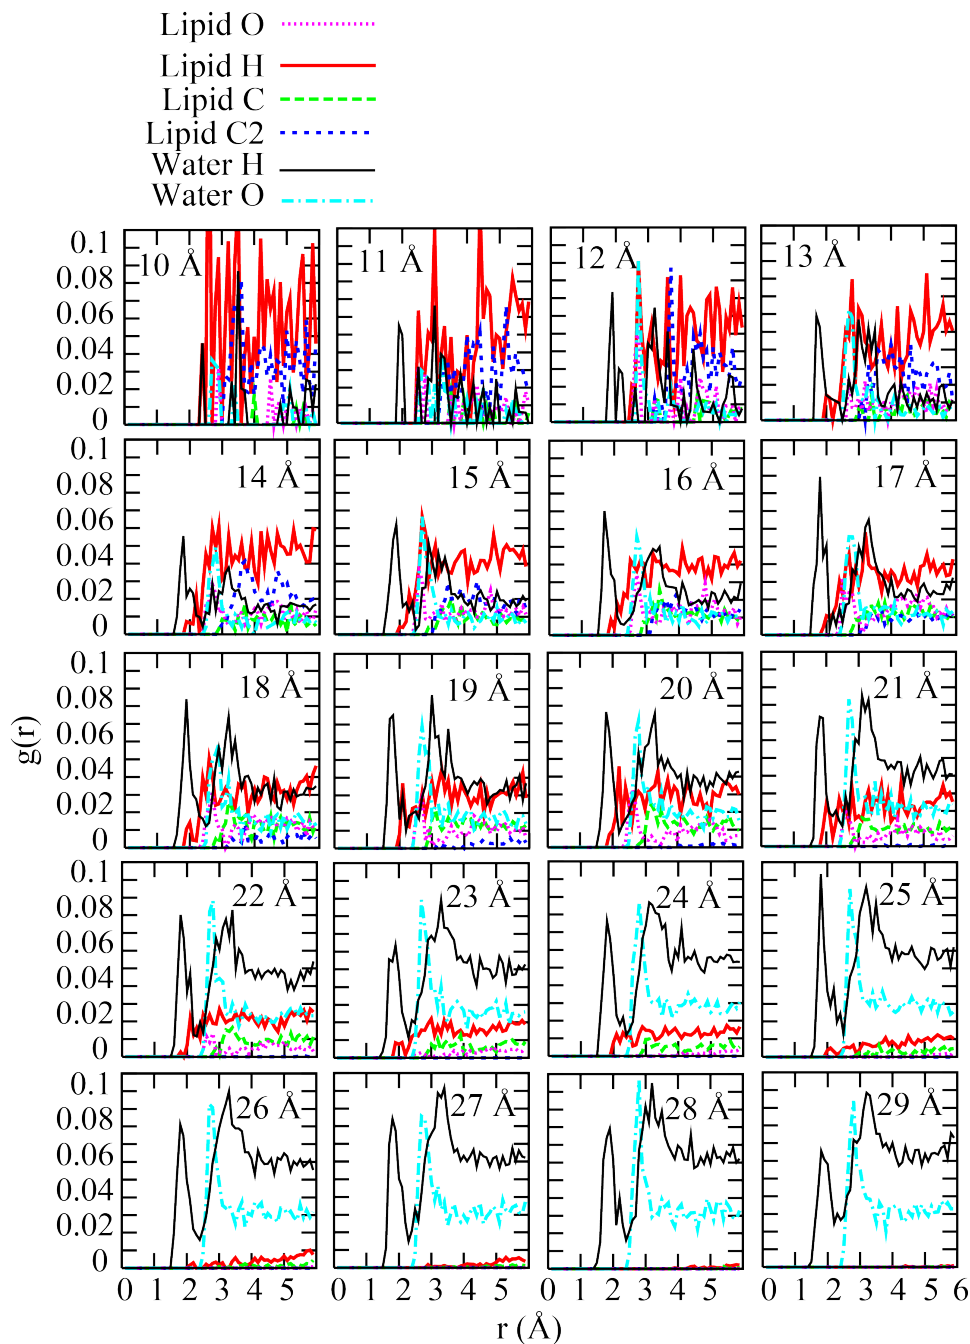 Lipid O
Lipid H
Lipid C
Lipid C2
Water H
Water O
0.1
0.08
0.06
0.04
0.02
0
10 Å
11 Å
12 Å
13 Å
0.1
0.08
0.06
0.04
0.02
0
14 Å
15 Å
16 Å
17 Å
g(r)
0.1
0.08
0.06
0.04
0.02
0
18 Å
19 Å
20 Å
21 Å
0.1
0.08
0.06
0.04
0.02
0
22 Å
23 Å
24 Å
25 Å
0.1
0.08
0.06
0.04
0.02
0
26 Å
27 Å
28 Å
29 Å
0 1 2 3 4 5 0 1 2 3 4 5 0 1 2 3 4 5 0 1 2 3 4 5 6
r (Å)